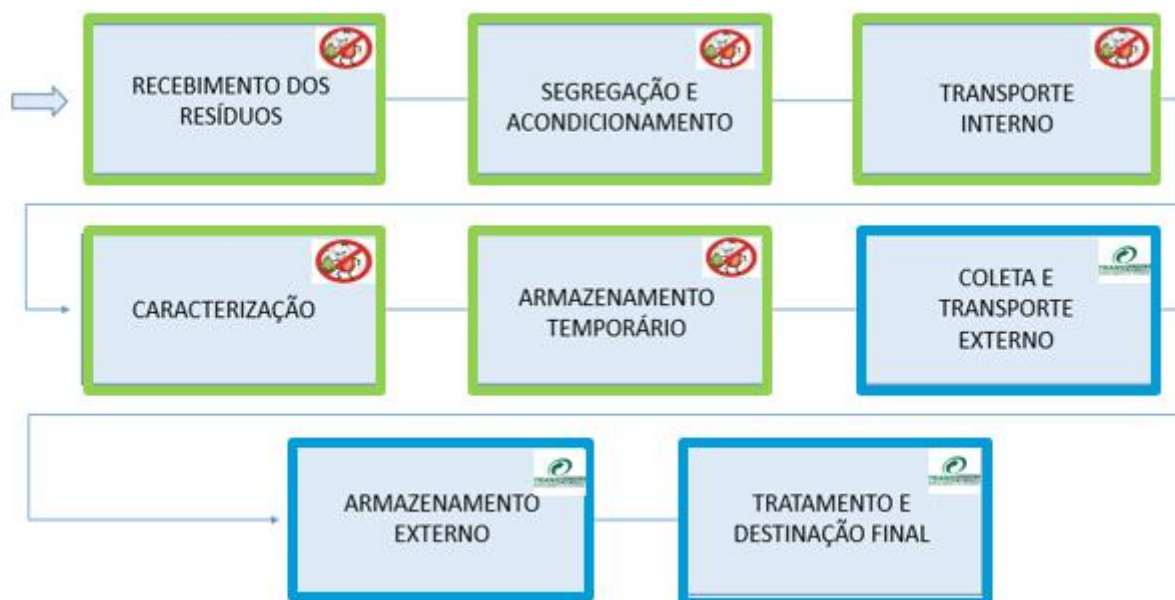 RECEBIMENTO DOS
RESÍDUOS
SEGREGAÇÃO E
ACONDICIONAMENTO
TRANSPORTE
INTERNO
CARACTERIZAÇÃO
ARMAZENAMENTO
TEMPORÁRIO
COLETA E
TRANSPORTE
EXTERNO
ARMAZENAMENTO
EXTERNO
TRATAMENTO E
DESTINAÇÃO FINAL